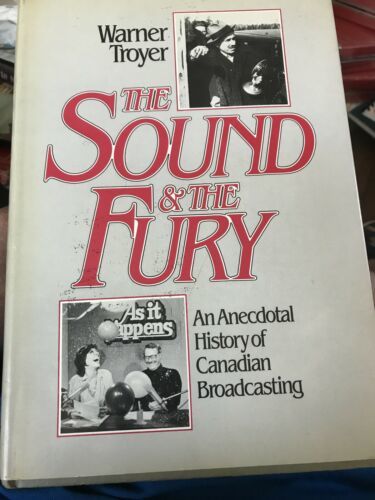 Warner
Troyer
THE
SOUND
& THE
FURY
As it
happens
An Anecdotal
History of
Canadian
Broadcasting